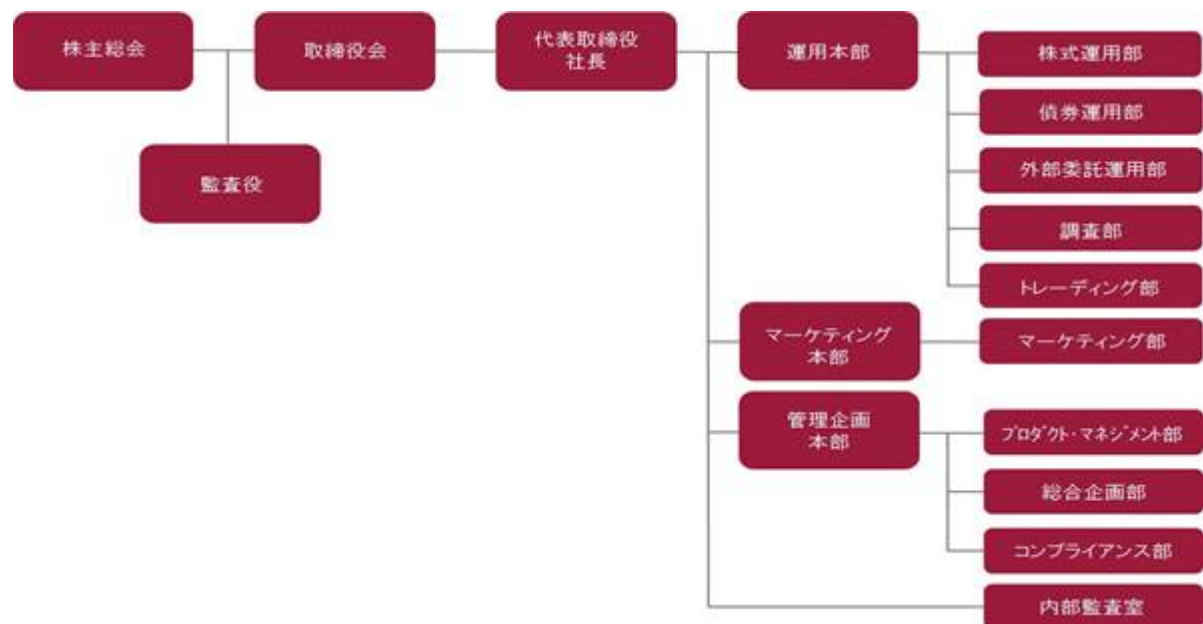 株主総会
取締役会
代表取締役
社長
監査役
運用本部
株式運用部
債券運用部
外部委託運用部
調査部
トレーディング部
マーケティング
本部
マーケティング部
管理企画
本部
プロダクト・マネジメント部
総合企画部
コンプライアンス部
内部監査室